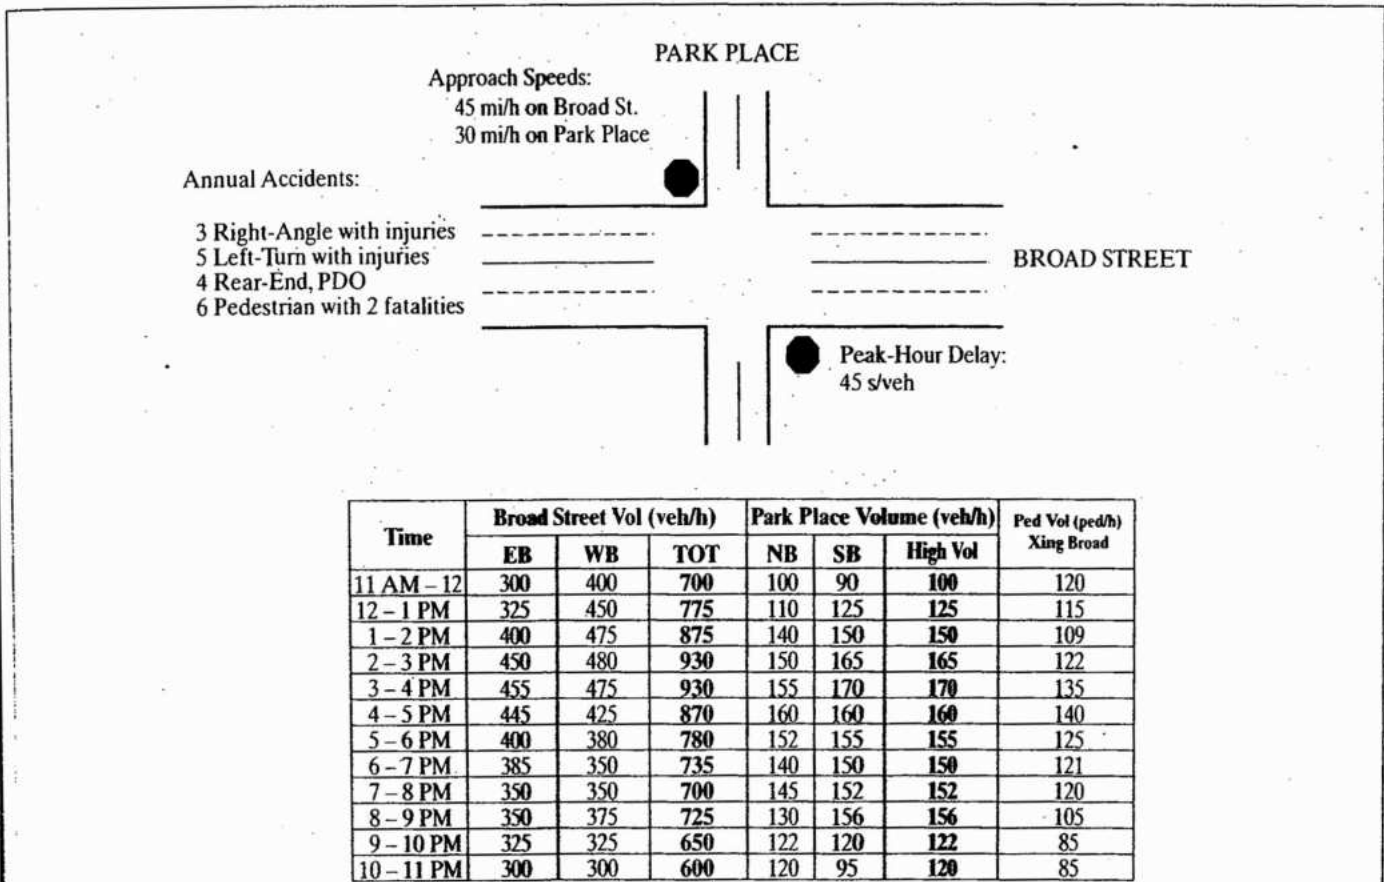 PARK PLACE
Approach Speeds:
45 mi/h on Broad St.
30 mi/h on Park Place
Annual Accidents:
3 Right-Angle with injuries
5 Left-Turn with injuries
4 Rear-End, PDO
6 Pedestrian with 2 fatalities
BROAD STREET
Peak-Hour Delay:
45 s/veh
Time Broad Street Vol (veh/h) Park Place Volume (veh/h) Ped Vol (ped/h) Xing Broad
EB WB TOT NB SB High Vol
11 AM – 12 300 400 700 100 90 100 120
12 – 1 PM 325 450 775 110 125 125 115
1 – 2 PM 400 475 875 140 150 150 109
2 – 3 PM 450 480 930 150 165 165 122
3 – 4 PM 455 475 930 155 170 170 135
4 – 5 PM 445 425 870 160 160 160 140
5 – 6 PM 400 380 780 152 155 155 125
6 – 7 PM 385 350 735 140 150 150 121
7 – 8 PM 350 350 700 145 152 152 120
8 – 9 PM 350 375 725 130 156 156 105
9 – 10 PM 325 325 650 122 120 122 85
10 – 11 PM 300 300 600 120 95 120 85